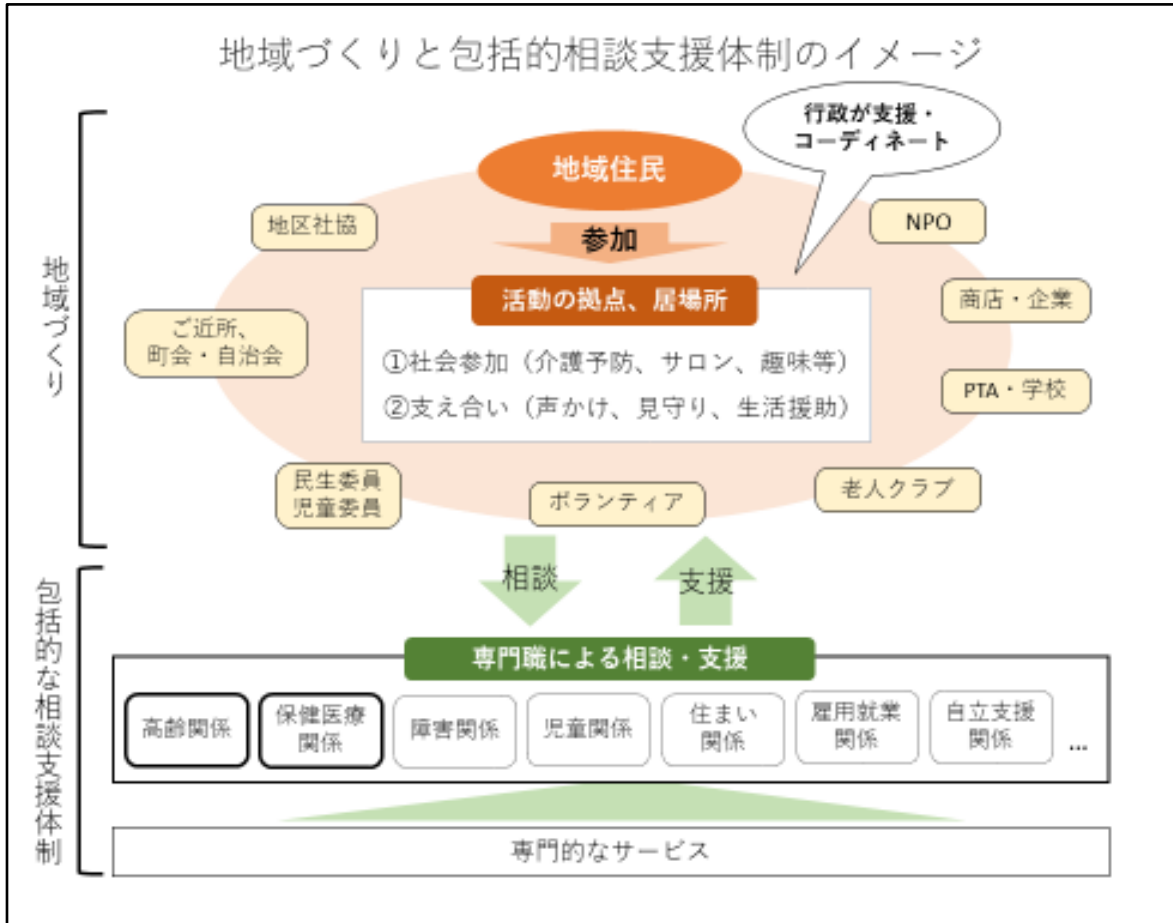 地域づくりと包括的相談支援体制のイメージ
行政が支援・
コーディネート
地域住民
参加
地区社協
NPO
活動の拠点、居場所
商店・企業
ご近所、
町会・自治会
①社会参加（介護予防、サロン、趣味等）
②支え合い（声かけ、見守り、生活援助）
PTA・学校
民生委員
児童委員
ボランティア
老人クラブ
地域づくり
相談
支援
包括的な相談支援体制
専門職による相談・支援
高齢関係
保健医療
関係
障害関係
児童関係
住まい
関係
雇用就業
関係
自立支援
関係
…
専門的なサービス